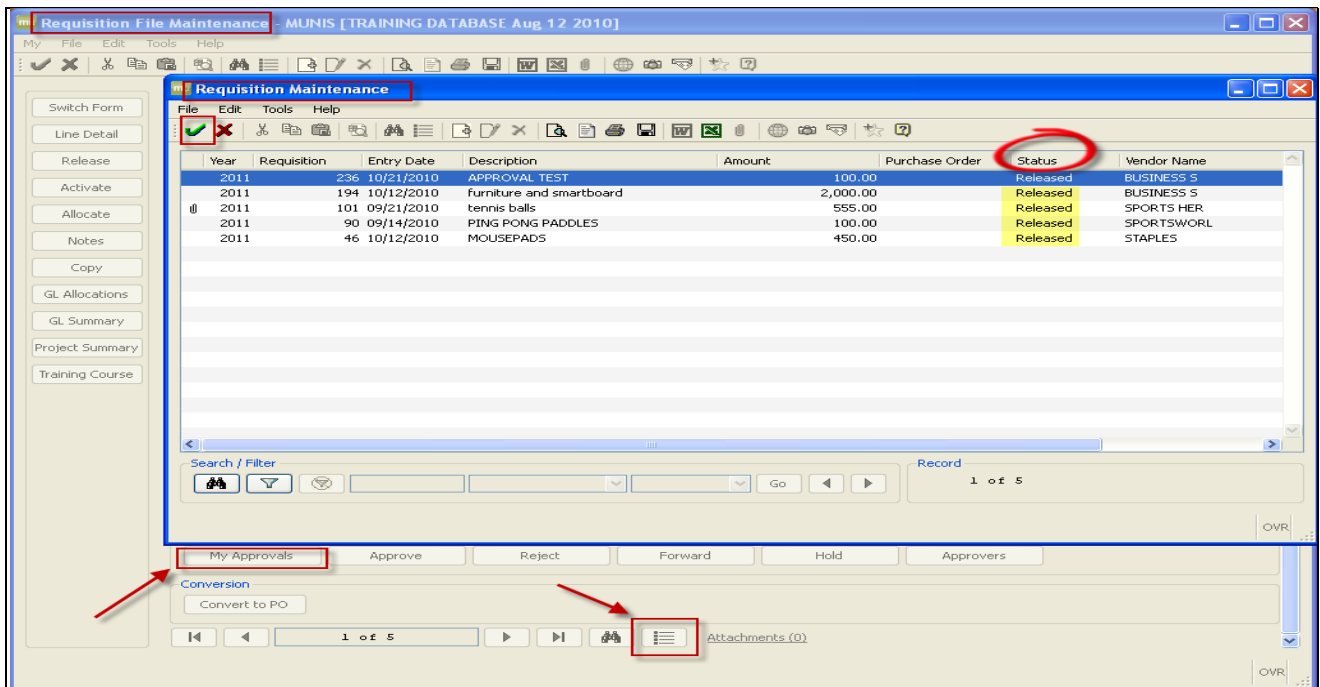 Requisition File Maintenance - MUNIS [TRAINING DATABASE Aug 12 2010]
My File Edit Tools Help
Switch Form
Line Detail
Release
Activate
Allocate
Notes
Copy
GL Allocations
GL Summary
Project Summary
Training Course
Requisition Maintenance
File Edit Tools Help
Year Requisition Entry Date Description Amount Purchase Order Status Vendor Name
2011 236 10/21/2010 APPROVAL TEST 100.00 Released BUSINESS S
2011 194 10/12/2010 furniture and smartboard 2,000.00 Released BUSINESS S
2011 101 09/21/2010 tennis balls 555.00 Released SPORTS HER
2011 90 09/14/2010 PING PONG PADDLES 100.00 Released SPORTSWORL
2011 46 10/12/2010 MOUSEPADS 450.00 Released STAPLES
Search / Filter
Go
Record
1 of 5
OVR
My Approvals Approve Reject Forward Hold Approvers
Conversion
Convert to PO
1 of 5
Attachments (0)
OVR